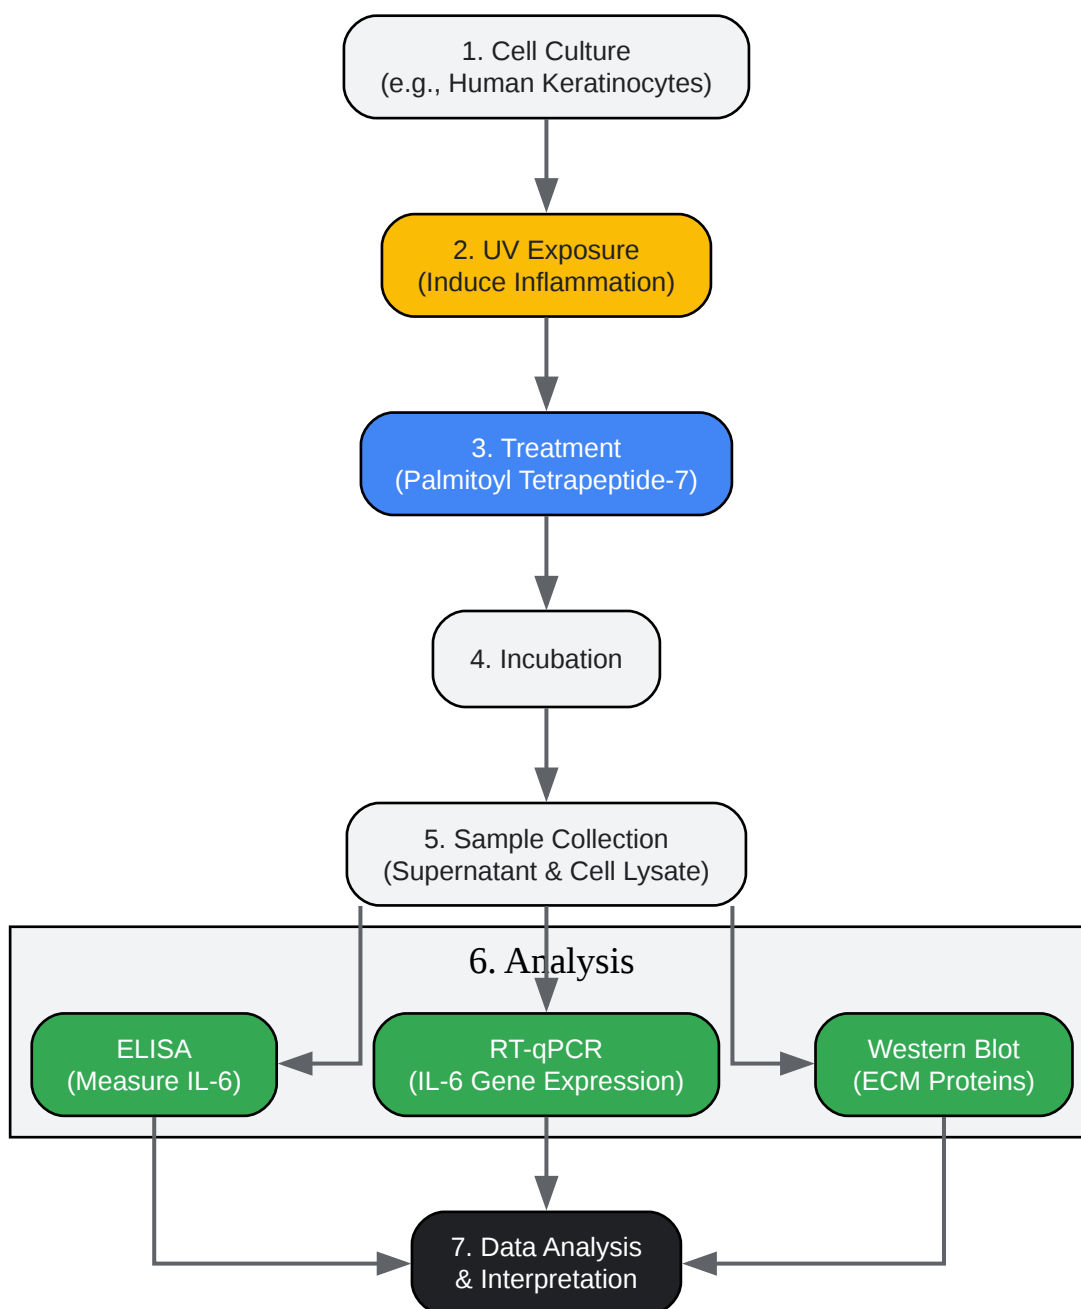 1. Cell Culture
(e.g., Human Keratinocytes)
2. UV Exposure
(Induce Inflammation)
3. Treatment
(Palmitoyl Tetrapeptide-7)
4. Incubation
5. Sample Collection
(Supernatant & Cell Lysate)
6. Analysis
ELISA
(Measure IL-6)
RT-qPCR
(IL-6 Gene Expression)
Western Blot
(ECM Proteins)
7. Data Analysis
& Interpretation